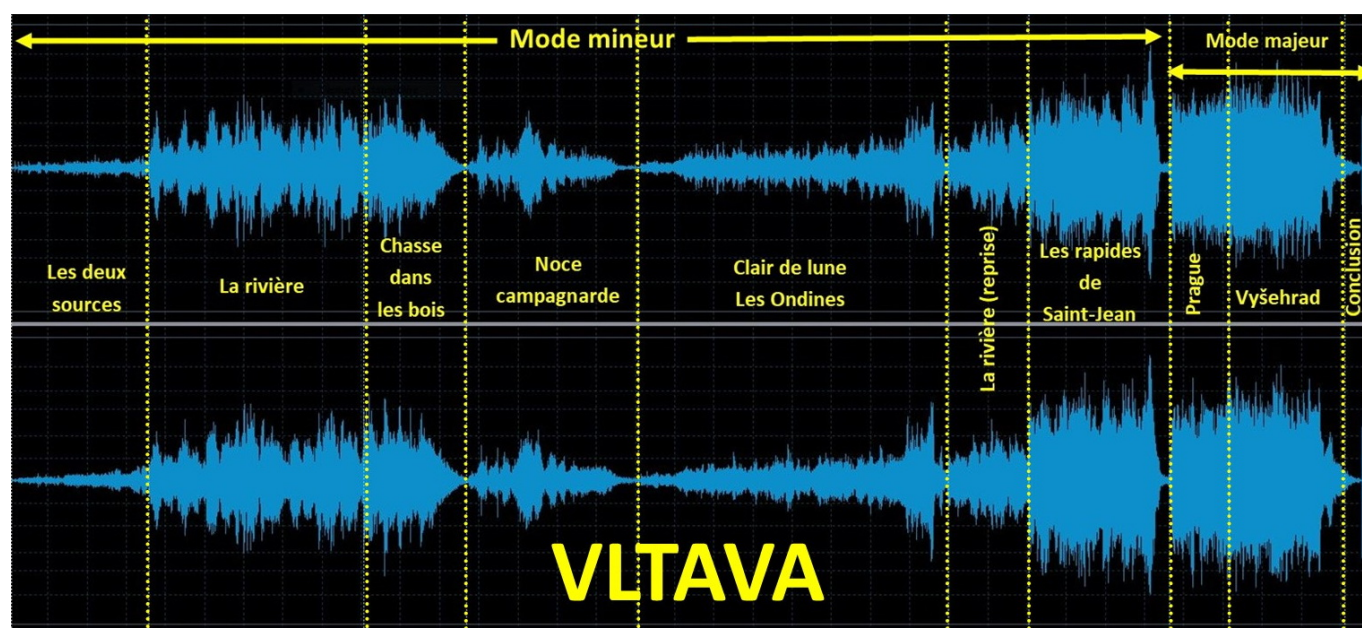 Mode mineur
Mode majeur
Les deux
sources
La rivière
Chasse
dans
les bois
Noce
campagnarde
Clair de lune
Les Ondines
La rivière (reprise)
Les rapides
de
Saint-Jean
Prague
Vyšehrad
Conclusion
VLTAVA